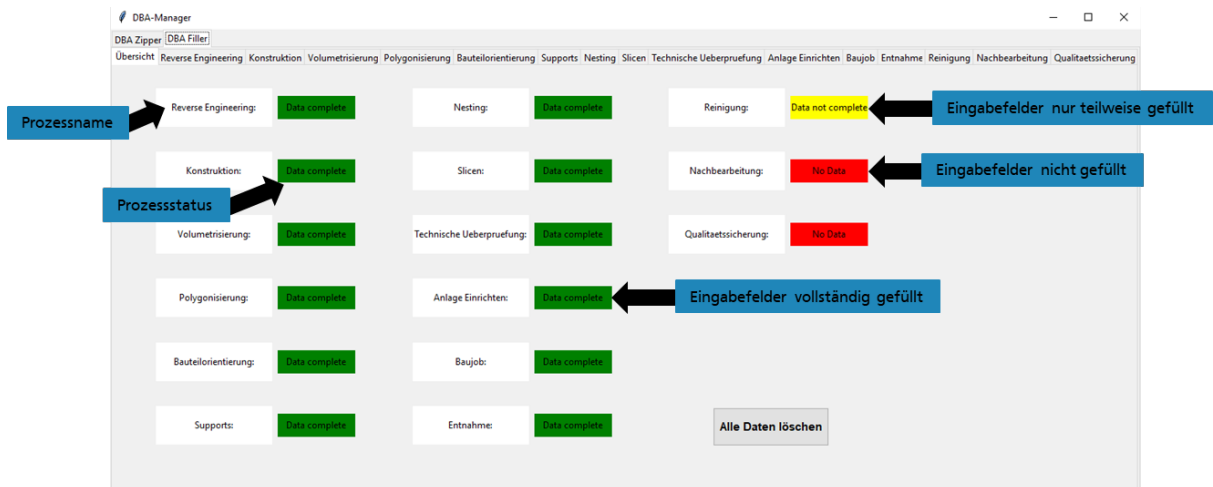 DBA-Manager
DBA Zipper DBA Filler
Übersicht Reverse Engineering Konstruktion Volumetrisierung Polygonisierung Bauteilorientierung Supports Nesting Slicen Technische Ueberpruefung Anlage Einrichten Baujob Entnahme Reinigung Nachbearbeitung Qualitaetssicherung
Prozessname
Reverse Engineering: Data complete Nesting: Data complete Reinigung: Data not complete
Eingabefelder nur teilweise gefüllt
Konstruktion: Data complete Slicen: Data complete Nachbearbeitung: No Data
Eingabefelder nicht gefüllt
Prozessstatus
Volumetrisierung: Data complete Technische Ueberpruefung: Data complete Qualitaetssicherung: No Data
Polygonisierung: Data complete Anlage Einrichten: Data complete
Eingabefelder vollständig gefüllt
Bauteilorientierung: Data complete Baujob: Data complete
Supports: Data complete Entnahme: Data complete
Alle Daten löschen